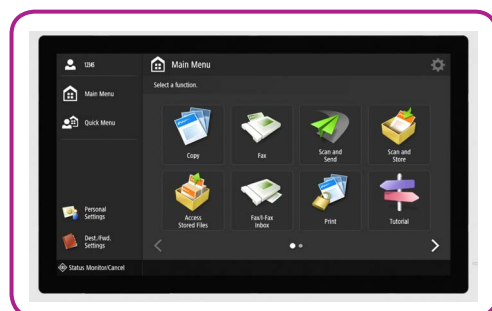 12345
Main Menu
Select a function.
Main Menu
Quick Menu
Copy
Fax
Scan and
Send
Scan and
Store
Personal
Settings
Access
Stored Files
Fax/I-Fax
Inbox
Print
Tutorial
Dest./Fwd.
Settings
Status Monitor/Cancel